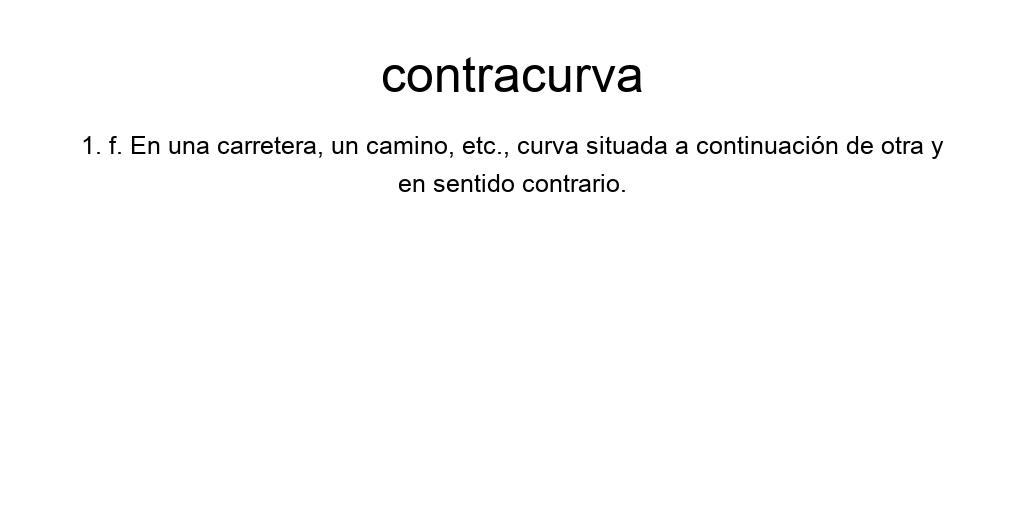 contracurva
1. f. En una carretera, un camino, etc., curva situada a continuación de otra y
en sentido contrario.